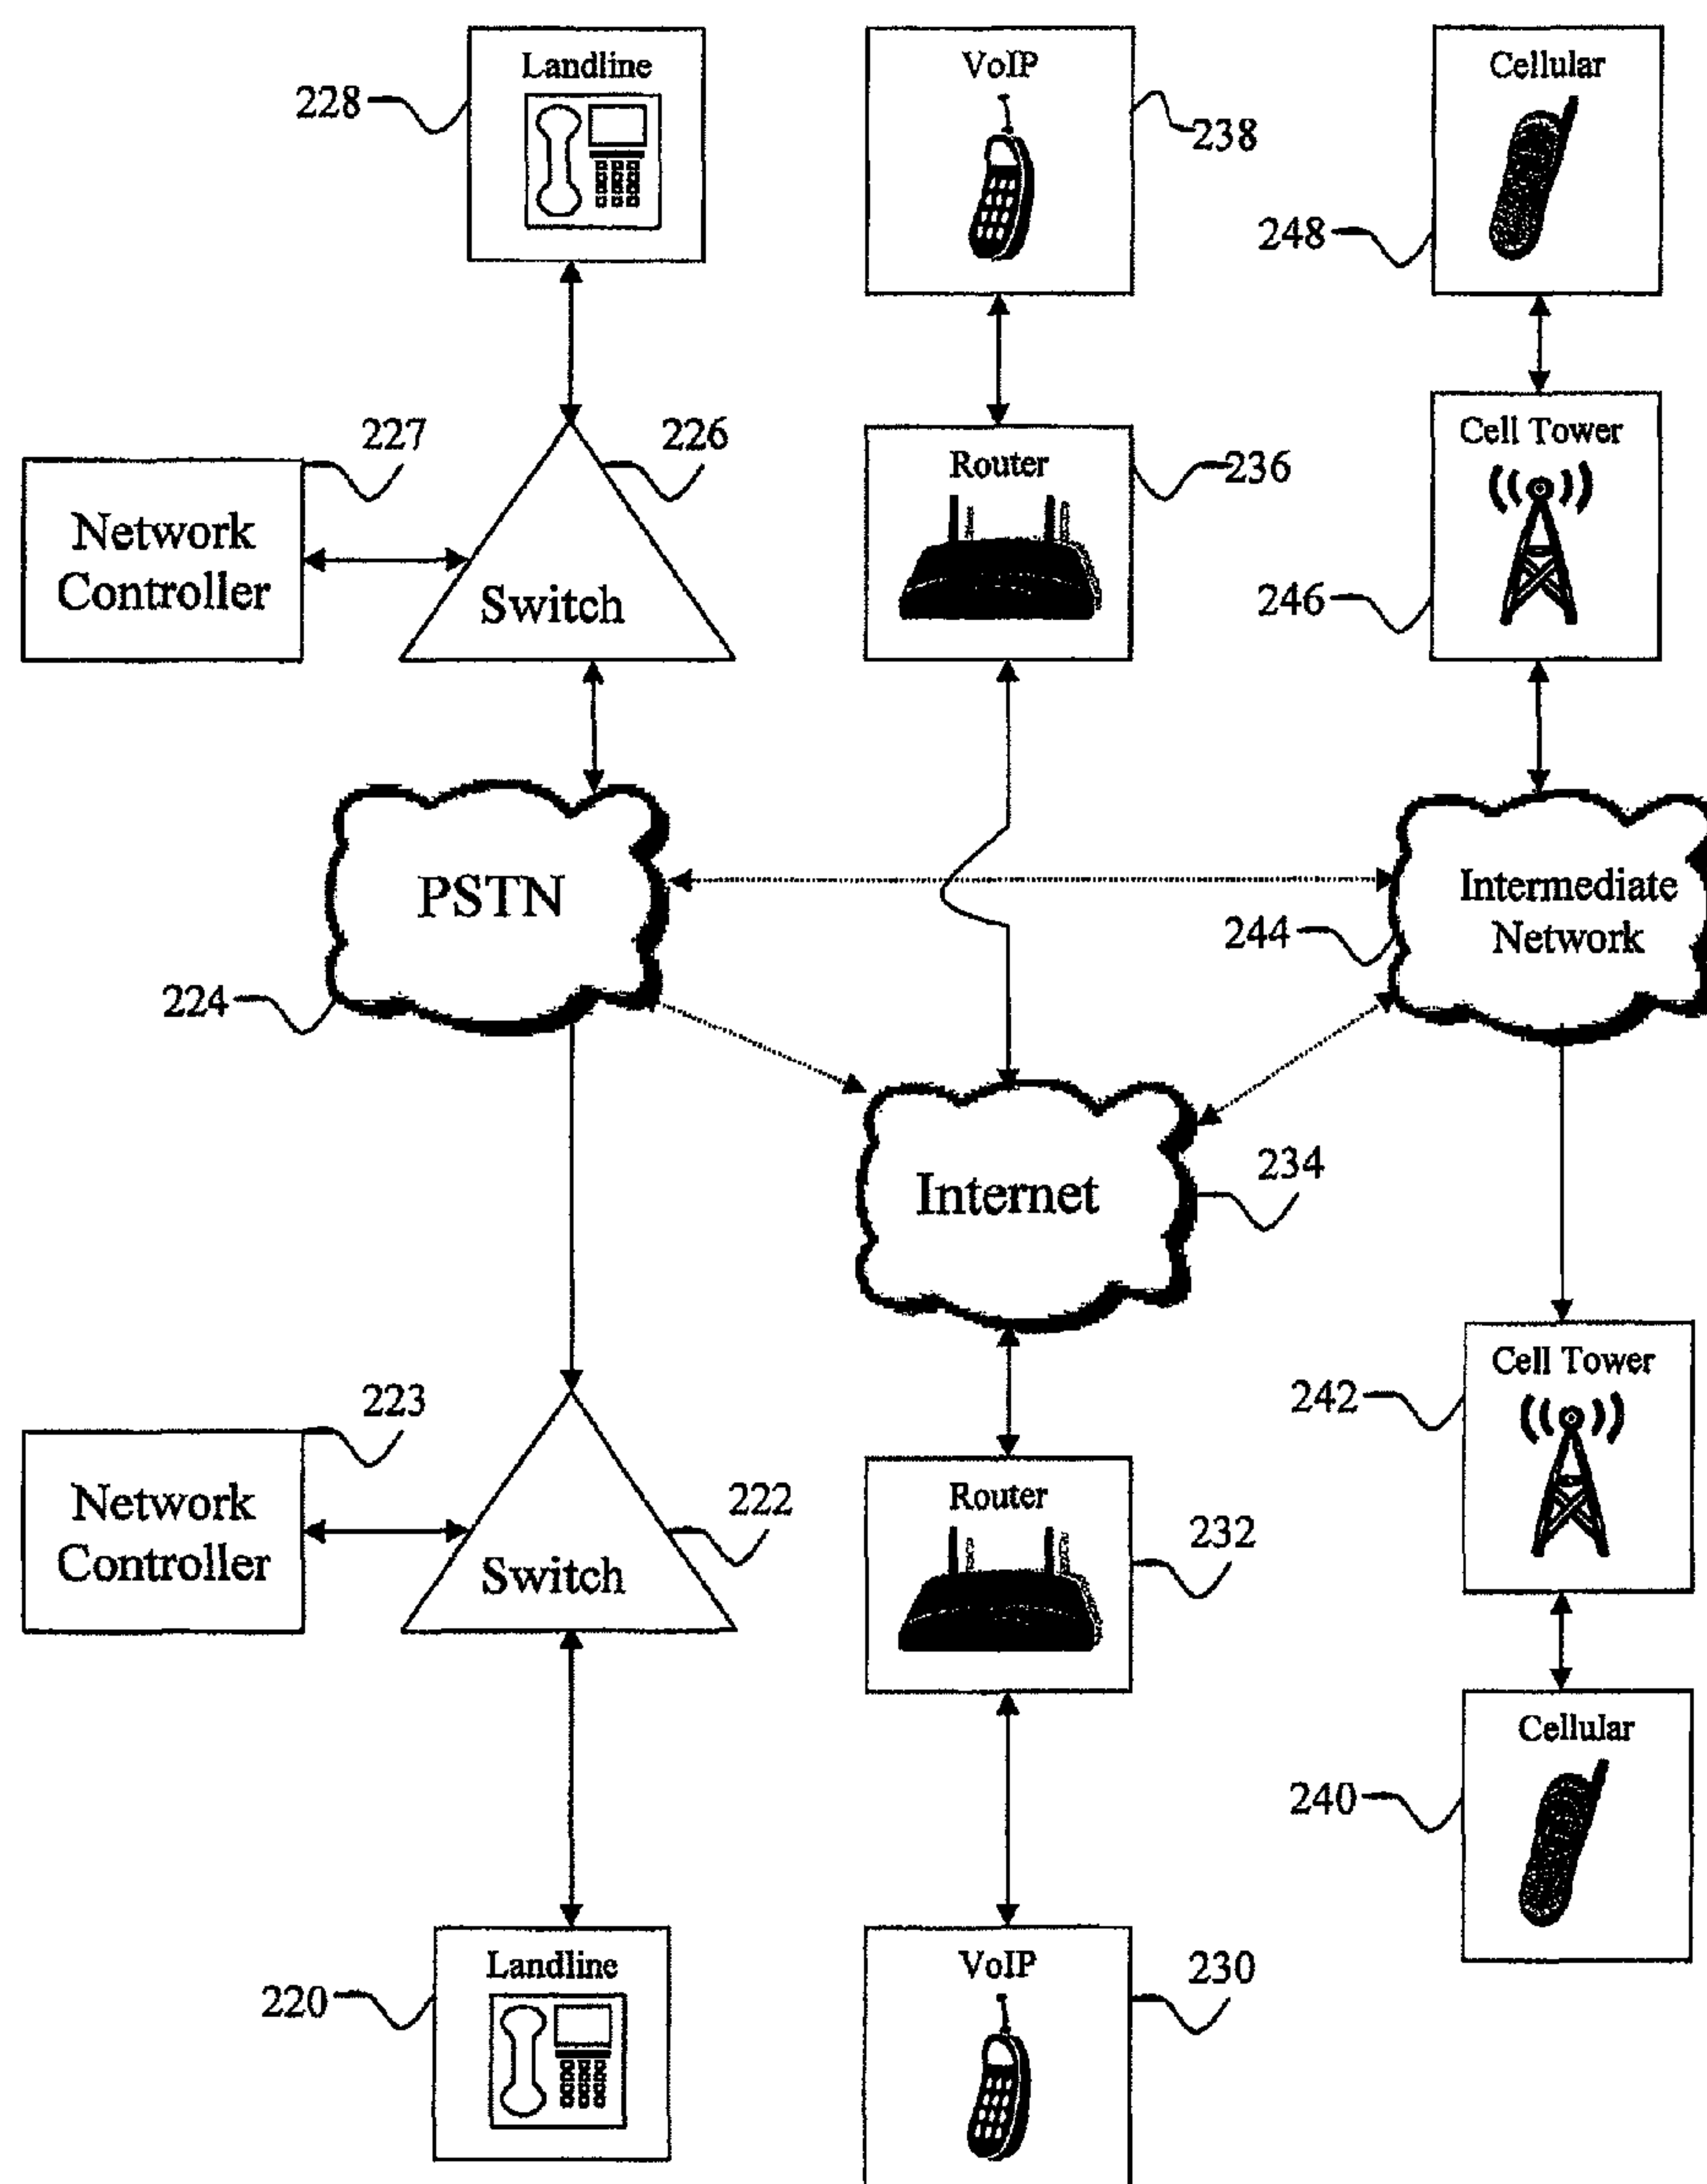 Landline
228
VoIP
238
Cellular
248
227
Network
Controller
226
Switch
Router
236
Cell Tower
246
PSTN
224
Intermediate
Network
244
Internet
234
223
Network
Controller
222
Switch
Router
232
Cell Tower
242
Cellular
240
Landline
220
VoIP
230